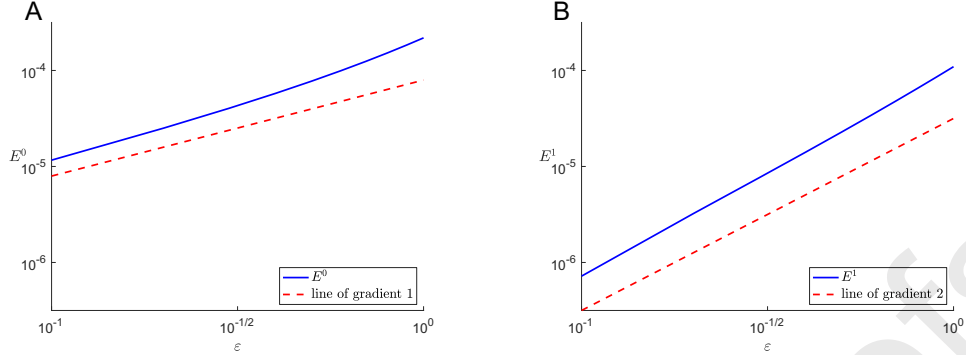 A
10^-4
E^0
10^-5
10^-6
E^0
line of gradient 1
10^-1
10^-1/2
10^0
ε
B
10^-4
E^1
10^-5
10^-6
E^1
line of gradient 2
10^-1
10^-1/2
10^0
ε